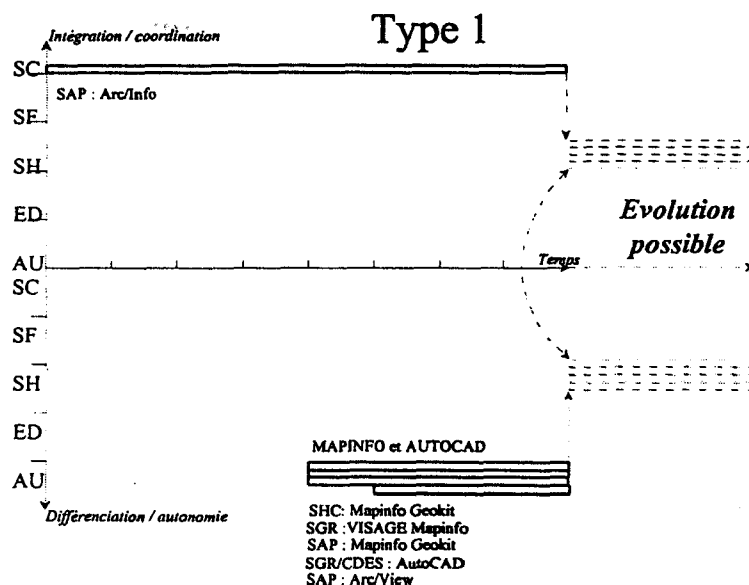 Intégration / coordination
Type 1
SC
SAP : Arc/Info
SF
SH
ED
Evolution
possible
AU
Temps
SC
SF
SH
ED
MAPINFO et AUTOCAD
AU
Différenciation / autonomie
SHC: Mapinfo Geokit
SGR :VISAGE Mapinfo
SAP : Mapinfo Geokit
SGR/CDES : AutoCAD
SAP : Arc/View